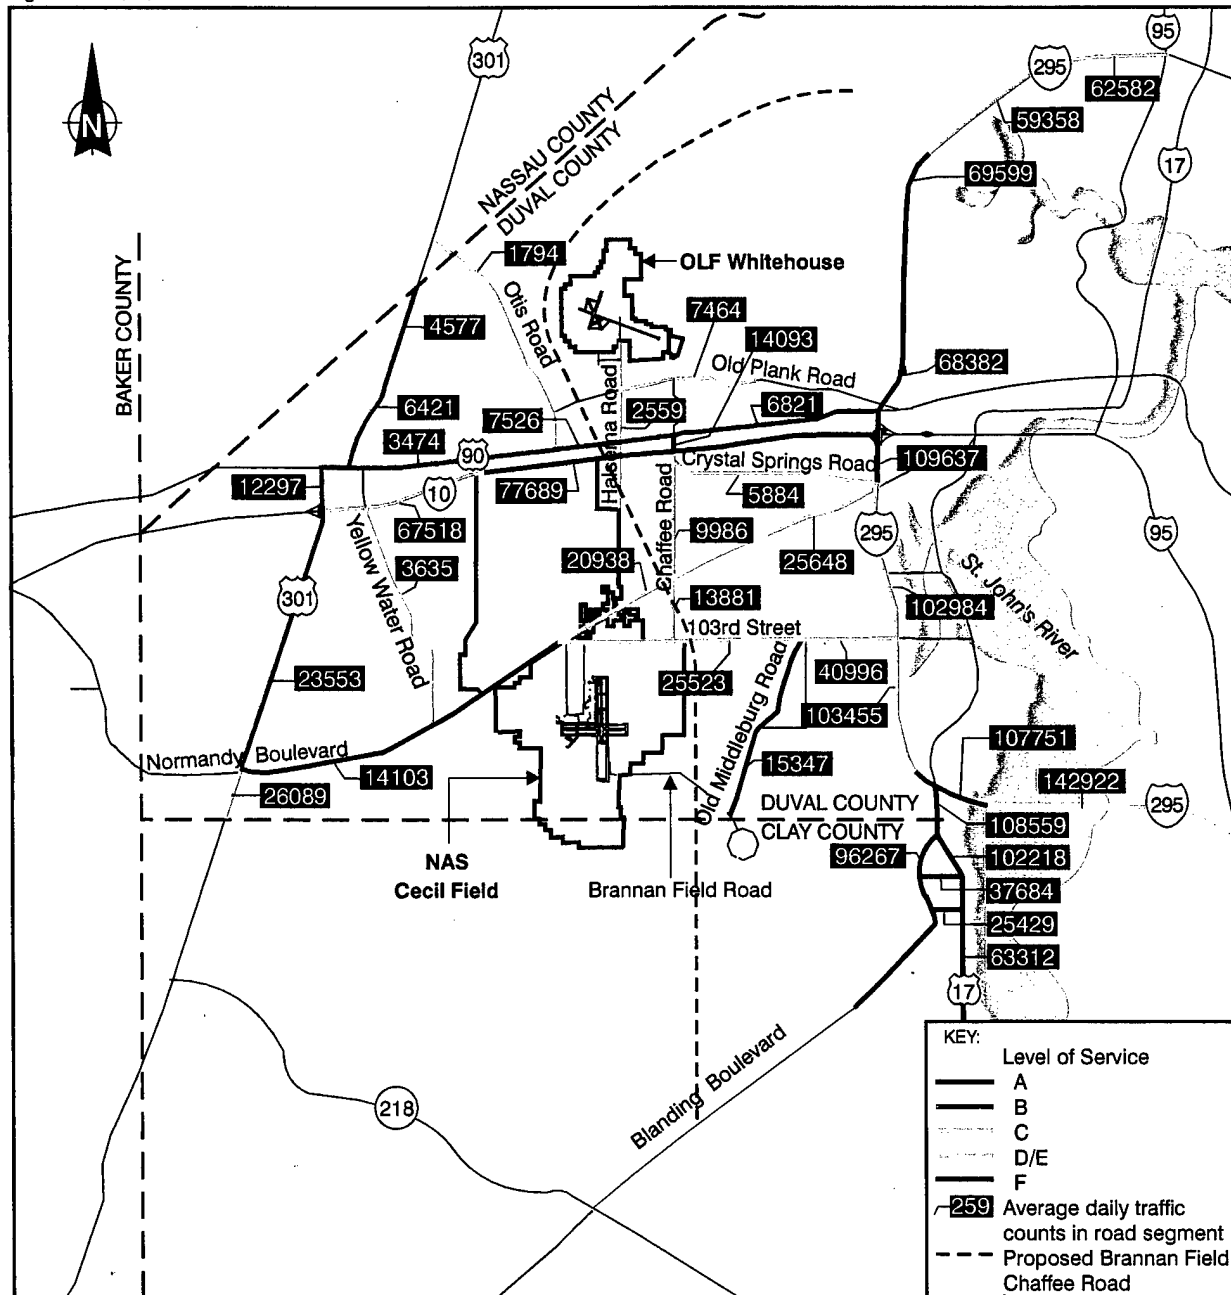 301
95
295
62582
59358
17
69599
NASSAU COUNTY
DUVAL COUNTY
N
1794
OLF Whitehouse
BAKER COUNTY
Otis Road
4577
7464
14093
Old Plank Road
68382
6421
7526
Halsema Road
2559
6821
3474
90
Crystal Springs Road
109637
12297
10
77689
5884
67518
Chaffee Road
9986
295
95
Yellow Water Road
3635
20938
25648
St. John's River
301
13881
102984
103rd Street
23553
25523
Old Middleburg Road
40996
103455
107751
Normandy Boulevard
14103
15347
142922
26089
DUVAL COUNTY
295
CLAY COUNTY
108559
NAS
Cecil Field
96267
102218
Brannan Field Road
37684
25429
63312
17
Blanding Boulevard
218
KEY:
Level of Service
A
B
C
D/E
F
259 Average daily traffic
counts in road segment
Proposed Brannan Field
Chaffee Road